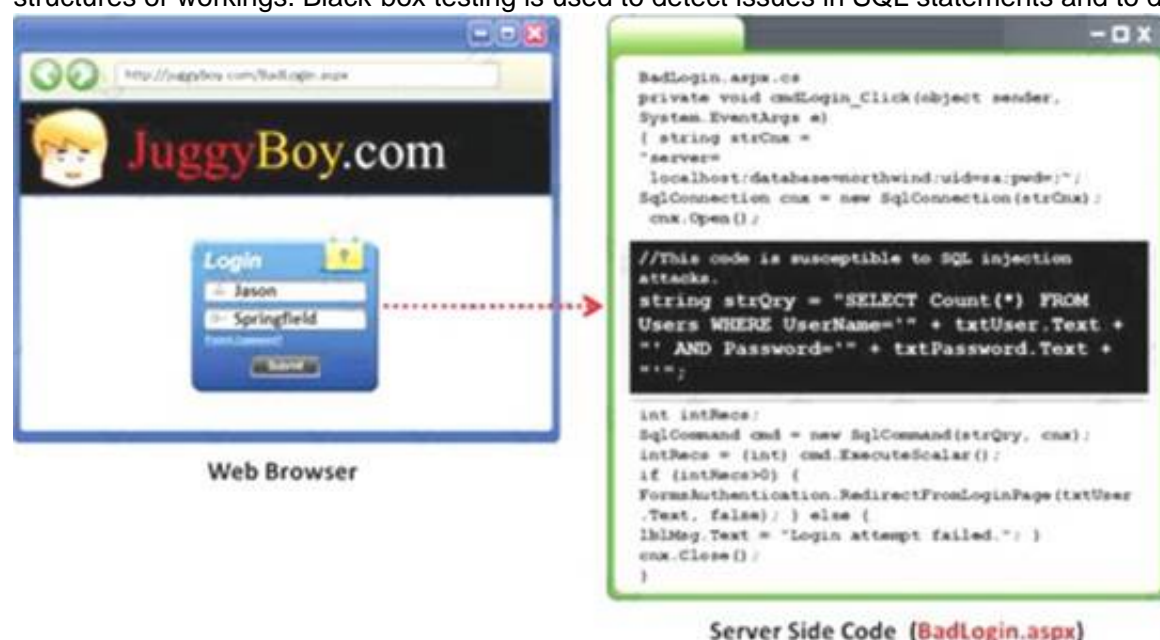 structures or workings. Black box testing is used to detect issues in SQL statements and to d
http://juggyboy.com/BadLogin.aspx
JuggyBoy.com
Login
Jason
Springfield
Web Browser
BadLogin.aspx.cs
private void cmdLogin_Click(object sender,
System.EventArgs e)
{ string strCnx =
"server=
localhost;database=northwind;uid=sa;pwd=;";
SqlConnection cnx = new SqlConnection(strCnx);
cnx.Open();
//This code is susceptible to SQL injection
attacks.
string strQry = "SELECT Count(*) FROM
Users WHERE UserName='" + txtUser.Text +
"' AND Password='" + txtPassword.Text +
"'";
int intRecs;
SqlCommand cmd = new SqlCommand(strQry, cnx);
intRecs = (int) cmd.ExecuteScalar();
if (intRecs>0) {
FormsAuthentication.RedirectFromLoginPage(txtUser
.Text, false); } else {
lblMsg.Text = "Login attempt failed."; }
cnx.Close();
}
Server Side Code (BadLogin.aspx)